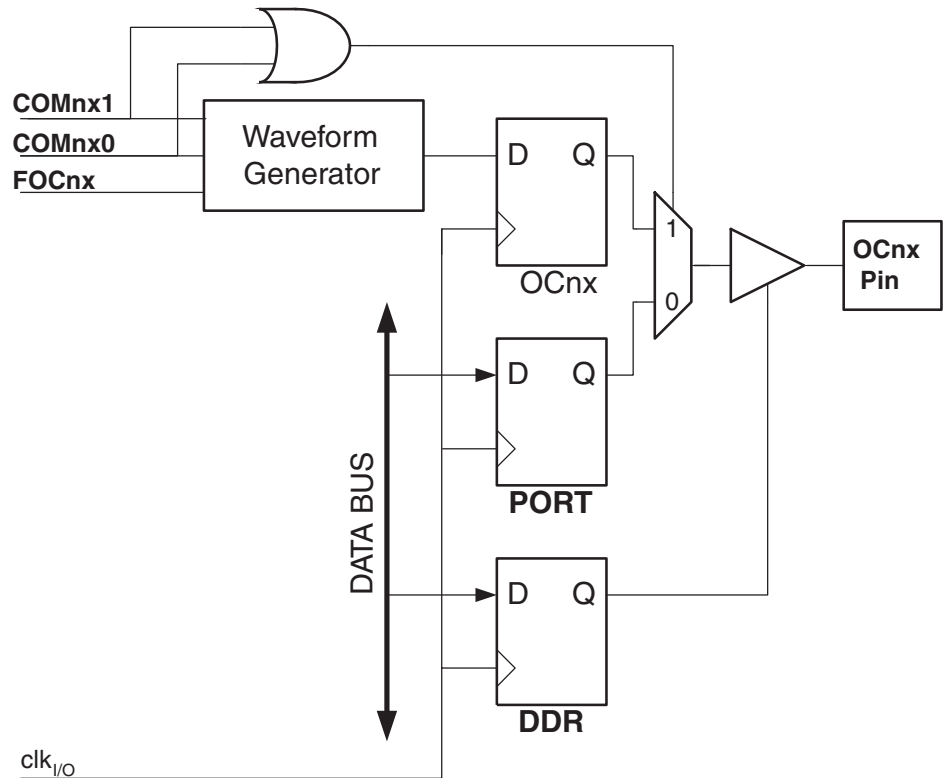 COMnx1
COMnx0
FOCnx
Waveform
Generator
D Q
OCnx
1
0
OCnx
Pin
D Q
PORT
DATA BUS
D Q
DDR
clkI/O